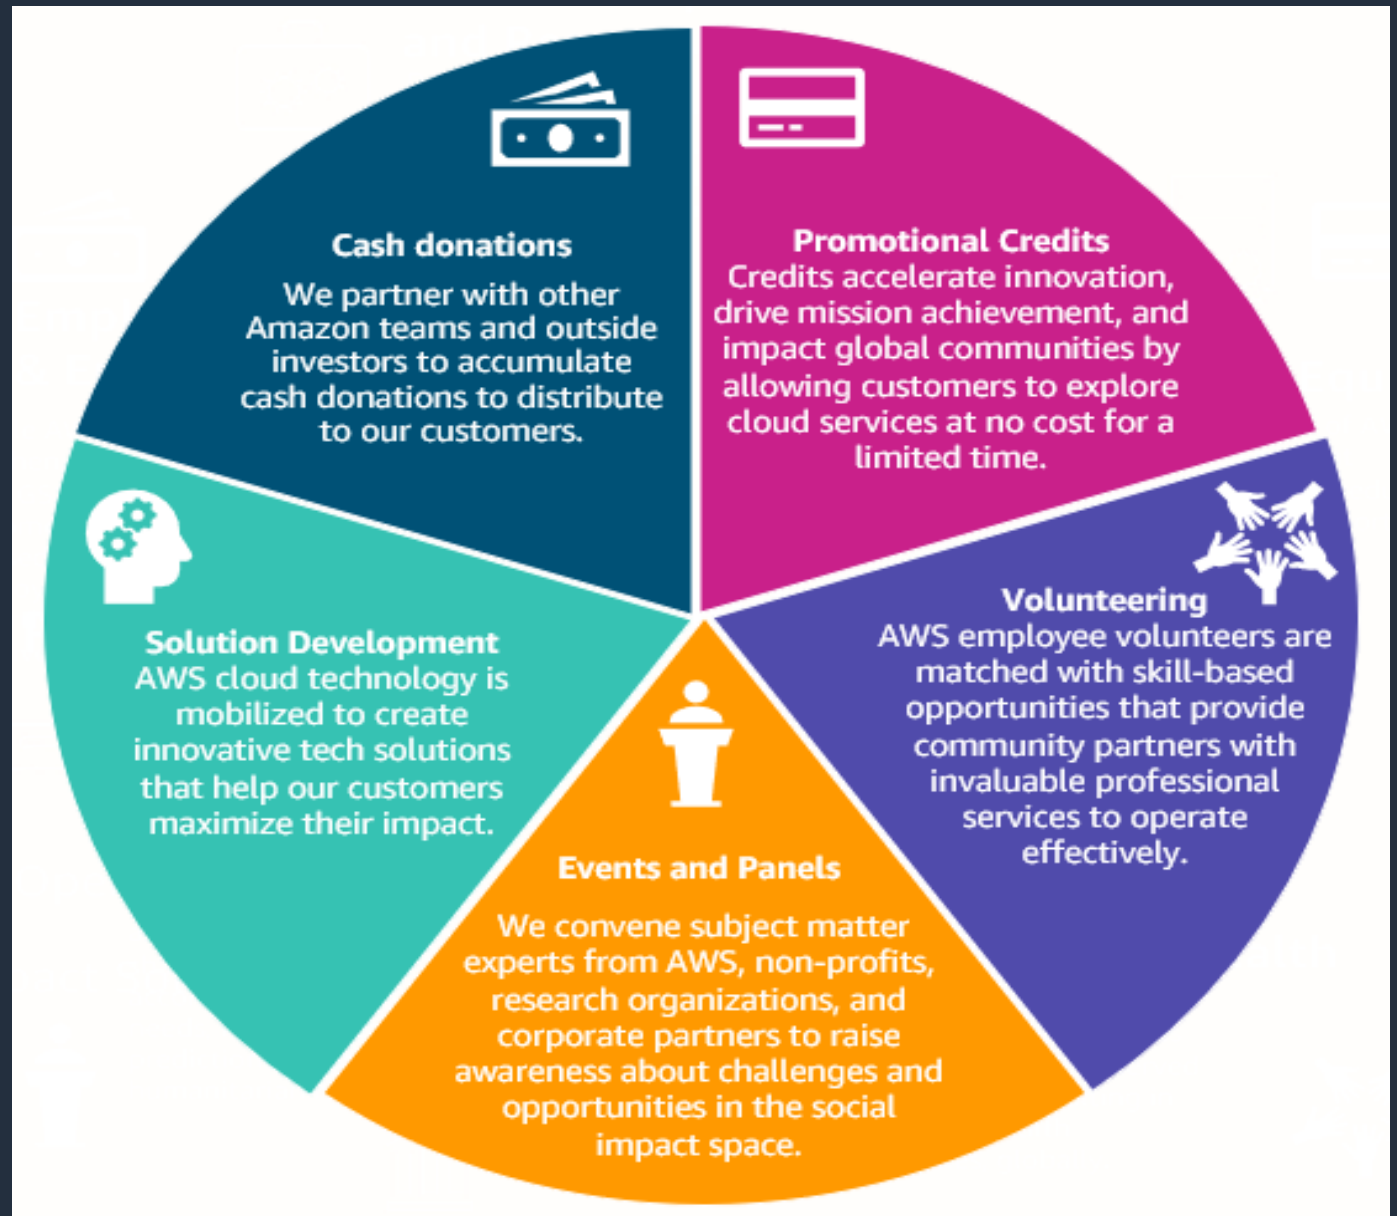 Cash donations
We partner with other
Amazon teams and outside
investors to accumulate
cash donations to distribute
to our customers.
Promotional Credits
Credits accelerate innovation,
drive mission achievement, and
impact global communities by
allowing customers to explore
cloud services at no cost for a
limited time.
Solution Development
AWS cloud technology is
mobilized to create
innovative tech solutions
that help our customers
maximize their impact.
Volunteering
AWS employee volunteers are
matched with skill-based
opportunities that provide
community partners with
invaluable professional
services to operate
effectively.
Events and Panels
We convene subject matter
experts from AWS, non-profits,
research organizations, and
corporate partners to raise
awareness about challenges and
opportunities in the social
impact space.